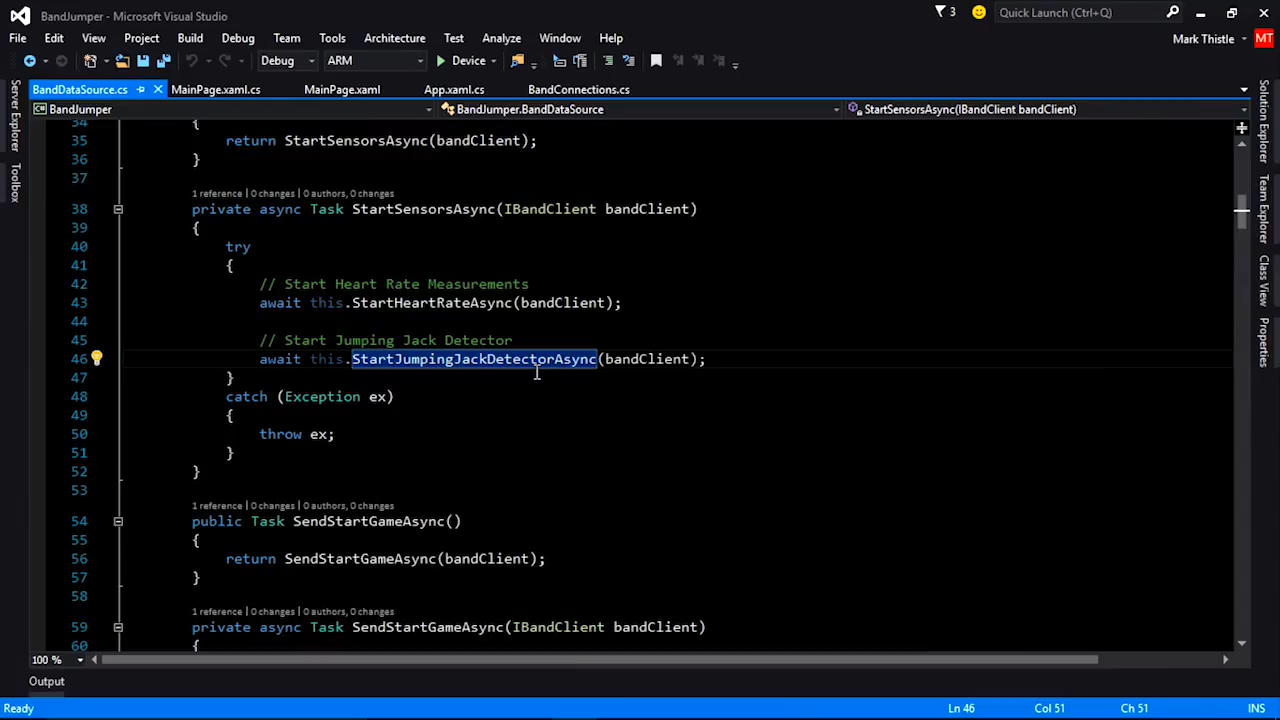 BandJumper - Microsoft Visual Studio
3
Quick Launch (Ctrl+Q)
File Edit View Project Build Debug Team Tools Architecture Test Analyze Window Help
Mark Thistle MT
Debug ARM Device
BandDataSource.cs MainPage.xaml.cs MainPage.xaml App.xaml.cs BandConnections.cs
BandJumper BandJumper.BandDataSource StartSensorsAsync(IBandClient bandClient)
Server Explorer
Toolbox
34 {
35 return StartSensorsAsync(bandClient);
36 }
37
1 reference | 0 changes | 0 authors, 0 changes
38 private async Task StartSensorsAsync(IBandClient bandClient)
39 {
40 try
41 {
42 // Start Heart Rate Measurements
43 await this.StartHeartRateAsync(bandClient);
44
45 // Start Jumping Jack Detector
46 await this.StartJumpingJackDetectorAsync(bandClient);
47 }
48 catch (Exception ex)
49 {
50 throw ex;
51 }
52 }
53
1 reference | 0 changes | 0 authors, 0 changes
54 public Task SendStartGameAsync()
55 {
56 return SendStartGameAsync(bandClient);
57 }
58
1 reference | 0 changes | 0 authors, 0 changes
59 private async Task SendStartGameAsync(IBandClient bandClient)
60 {
Solution Explorer
Team Explorer
Class View
Properties
100 %
Output
Ready Ln 46 Col 51 Ch 51 INS